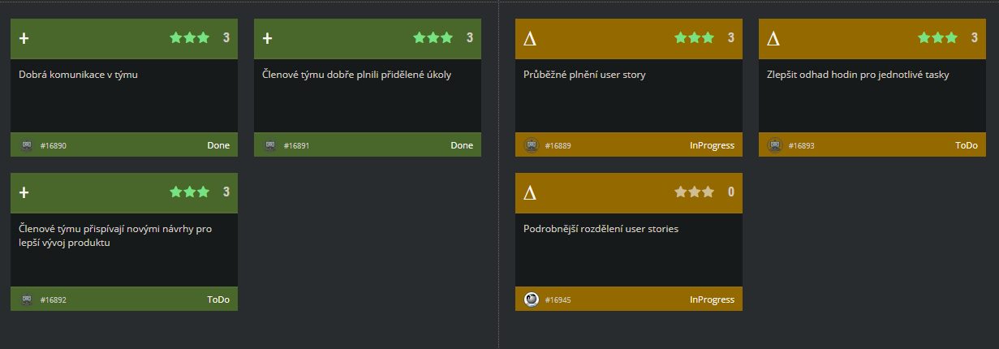 + 3
Dobrá komunikace v týmu
#16890 Done
+ 3
Členové týmu dobře plnili přidělené úkoly
#16891 Done
+ 3
Členové týmu přispívají novými návrhy pro
lepší vývoj produktu
#16892 ToDo
Δ 3
Průběžné plnění user story
#16889 InProgress
Δ 3
Zlepšit odhad hodin pro jednotlivé tasky
#16893 ToDo
Δ 0
Podrobnější rozdělení user stories
#16945 InProgress